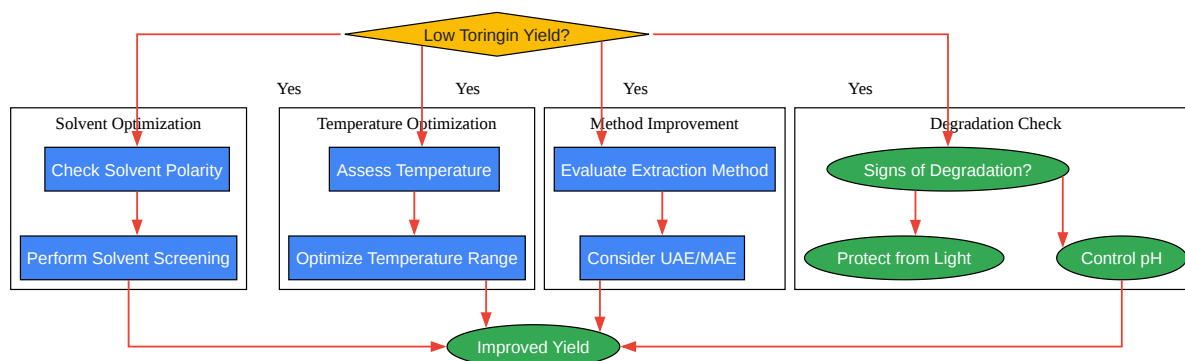 Low Toringin Yield?
Yes
Yes
Yes
Yes
Solvent Optimization
Temperature Optimization
Method Improvement
Degradation Check
Check Solvent Polarity
Assess Temperature
Evaluate Extraction Method
Signs of Degradation?
Perform Solvent Screening
Optimize Temperature Range
Consider UAE/MAE
Protect from Light
Control pH
Improved Yield